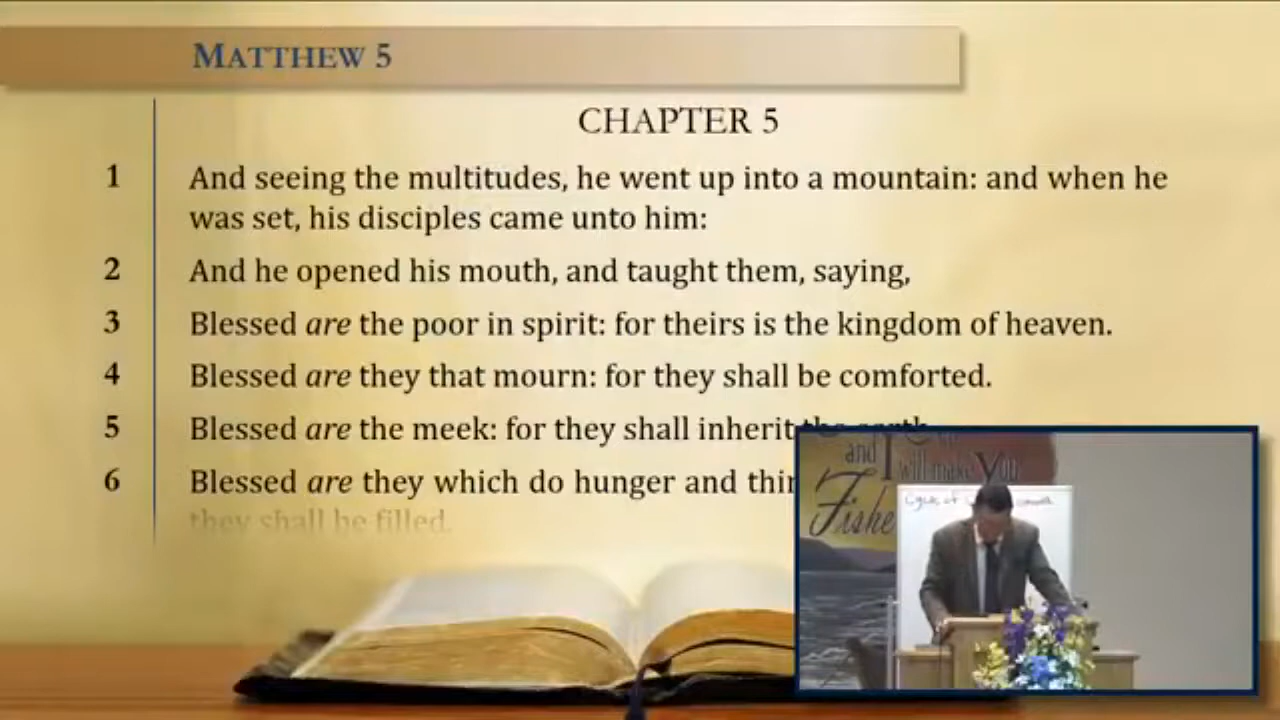 MATTHEW 5
CHAPTER 5
1 And seeing the multitudes, he went up into a mountain: and when he
was set, his disciples came unto him:
2 And he opened his mouth, and taught them, saying,
3 Blessed are the poor in spirit: for theirs is the kingdom of heaven.
4 Blessed are they that mourn: for they shall be comforted.
5 Blessed are the meek: for they shall inherit the earth
6 Blessed are they which do hunger and thir
they shall be filled.
and I
will make You
Fishe
of